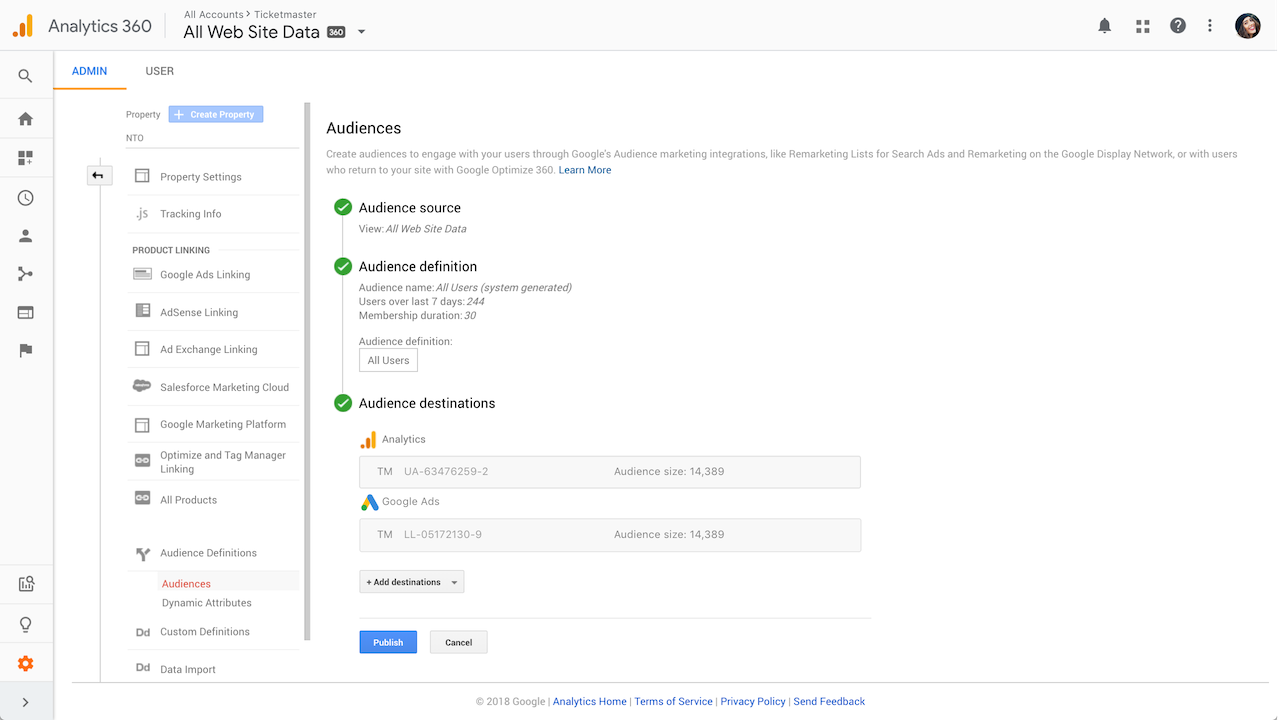 Analytics 360
All Accounts > Ticketmaster
All Web Site Data 360
ADMIN USER
Property + Create Property
NTO
Property Settings
.js Tracking Info
PRODUCT LINKING
Google Ads Linking
AdSense Linking
Ad Exchange Linking
Salesforce Marketing Cloud
Google Marketing Platform
Optimize and Tag Manager
Linking
All Products
Audience Definitions
Audiences
Dynamic Attributes
Dd Custom Definitions
Dd Data Import
Audiences
Create audiences to engage with your users through Google's Audience marketing integrations, like Remarketing Lists for Search Ads and Remarketing on the Google Display Network, or with users
who return to your site with Google Optimize 360. Learn More
Audience source
View: All Web Site Data
Audience definition
Audience name: All Users (system generated)
Users over last 7 days: 244
Membership duration: 30
Audience definition:
All Users
Audience destinations
Analytics
TM UA-63476259-2 Audience size: 14,389
Google Ads
TM LL-05172130-9 Audience size: 14,389
+ Add destinations
Publish Cancel
© 2018 Google | Analytics Home | Terms of Service | Privacy Policy | Send Feedback